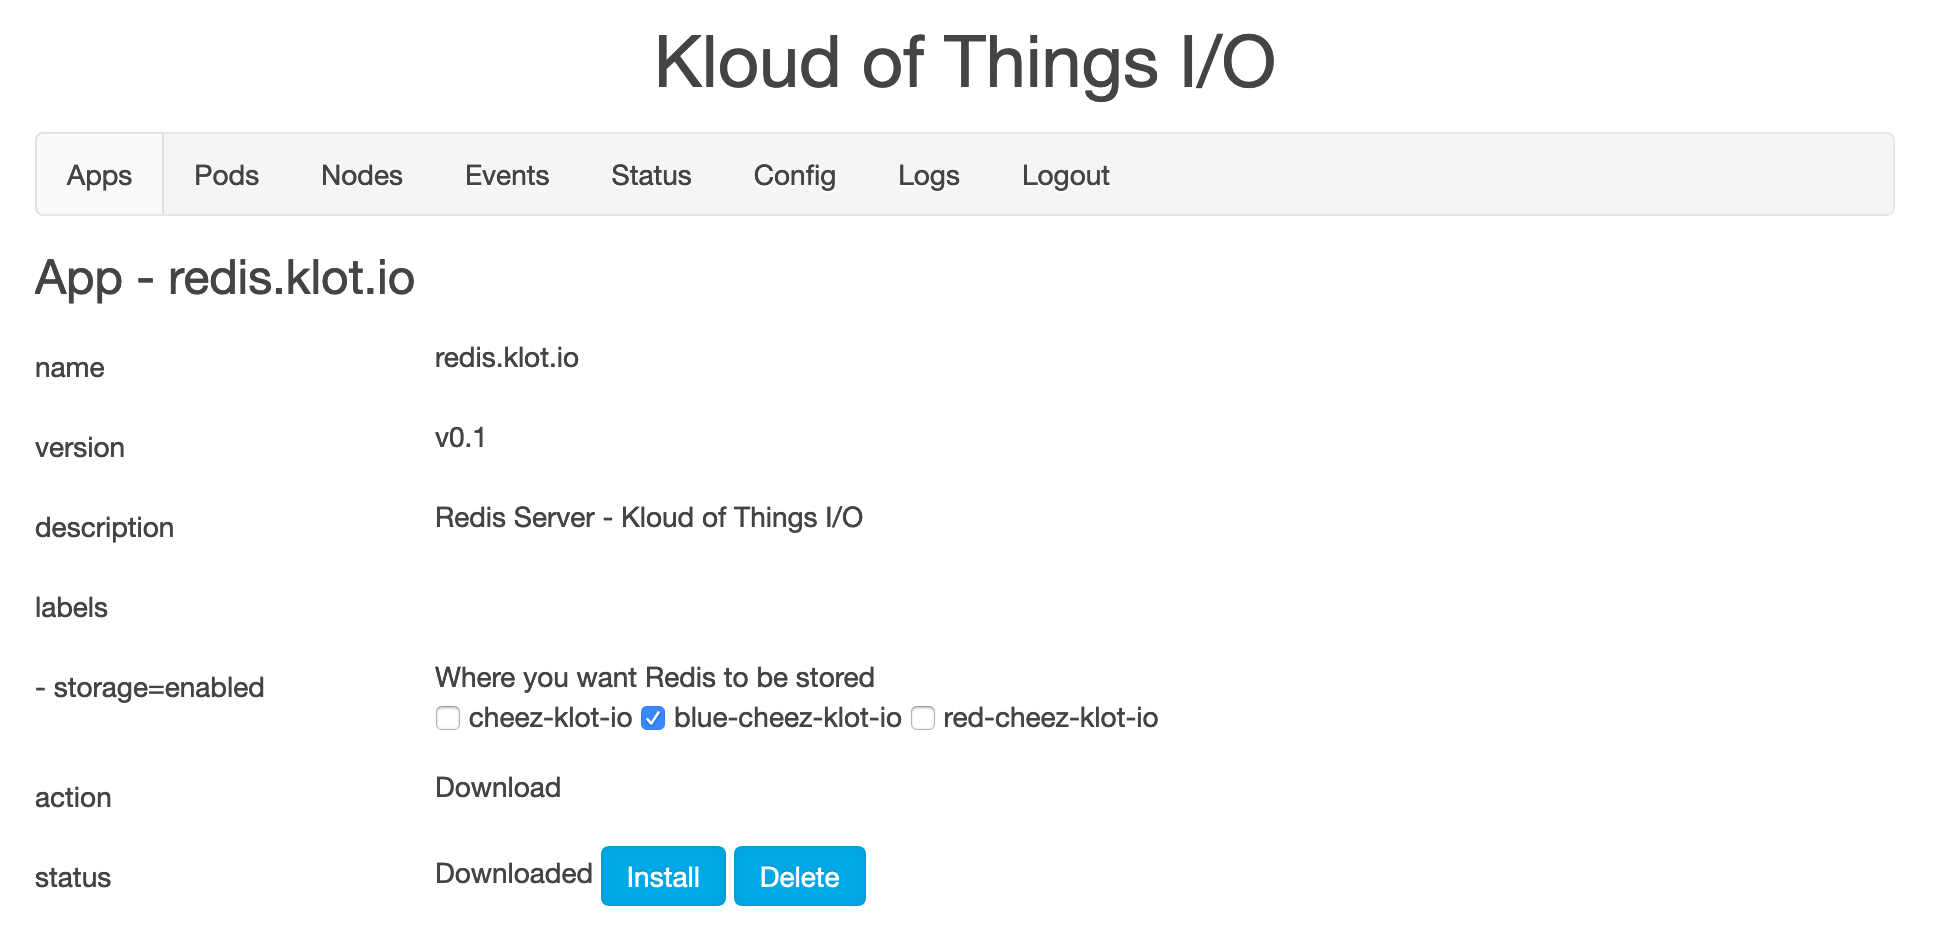 Kloud of Things I/O
Apps Pods Nodes Events Status Config Logs Logout
App - redis.klot.io
name redis.klot.io
version v0.1
description Redis Server - Kloud of Things I/O
labels
- storage=enabled Where you want Redis to be stored
cheez-klot-io blue-cheez-klot-io red-cheez-klot-io
action Download
status Downloaded Install Delete